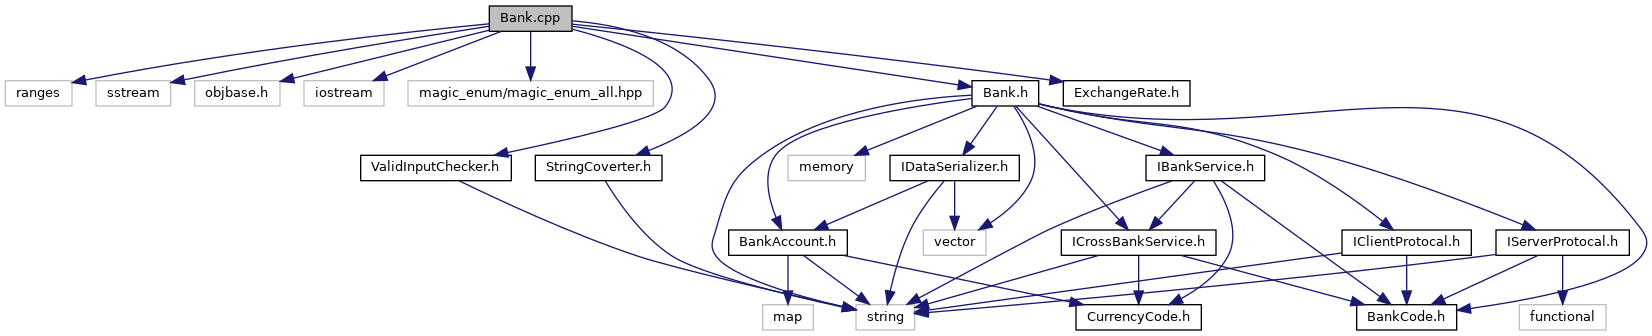 Bank.cpp
ranges
sstream
objbase.h
iostream
magic_enum/magic_enum_all.hpp
Bank.h
ExchangeRate.h
ValidInputChecker.h
StringCoverter.h
memory
IDataSerializer.h
IBankService.h
BankAccount.h
vector
ICrossBankService.h
IClientProtocal.h
IServerProtocal.h
map
string
CurrencyCode.h
BankCode.h
functional